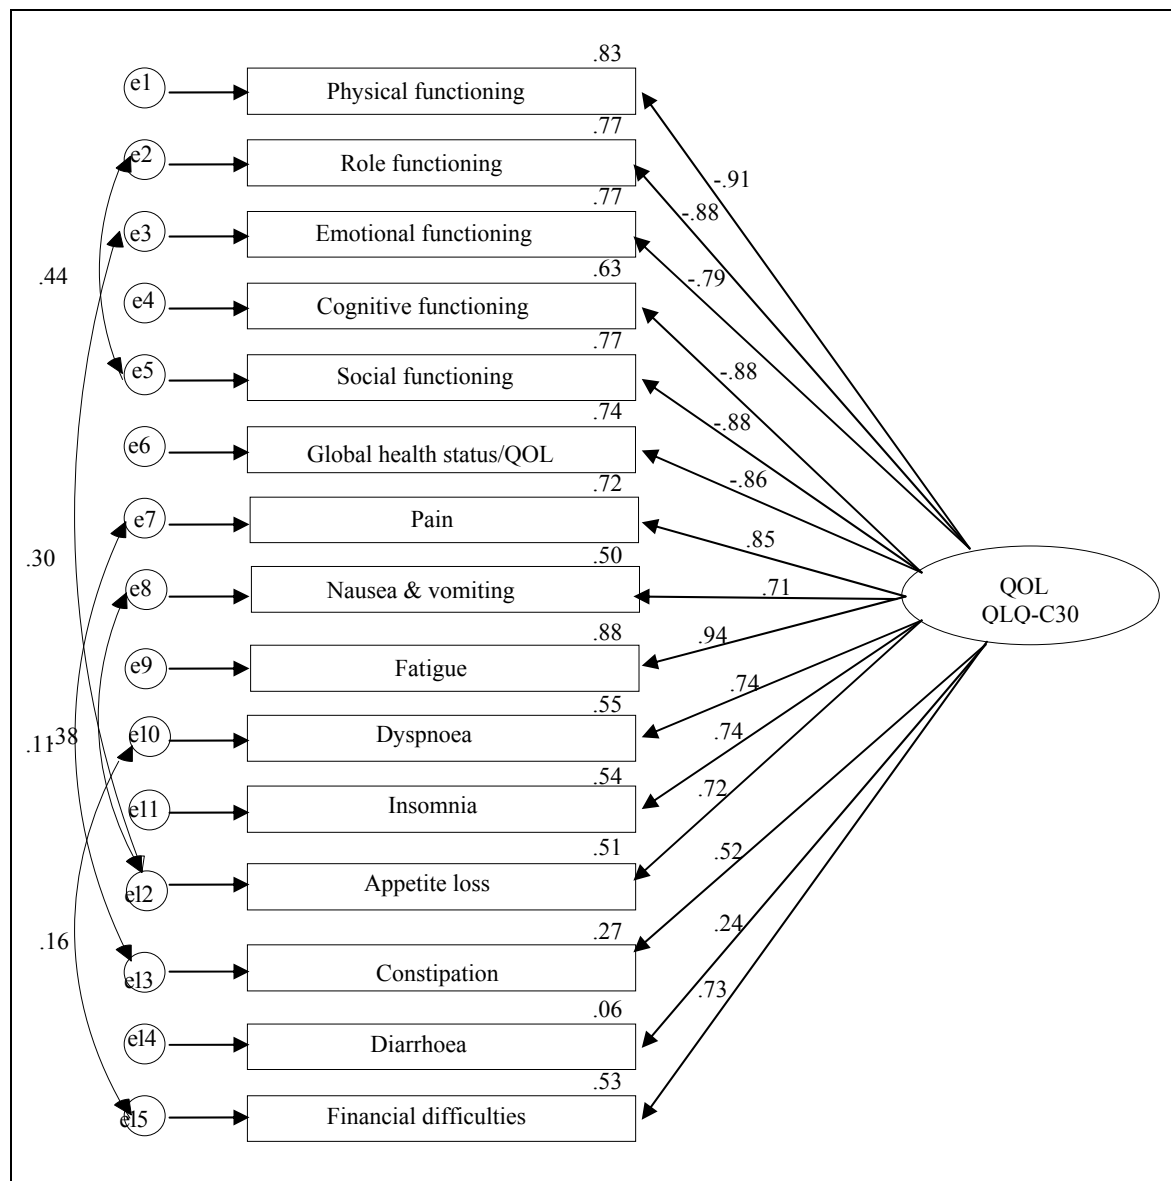 .83
e1
Physical functioning
.77
e2
Role functioning
-.91
.77
-.88
e3
Emotional functioning
.63
-.79
.44
e4
Cognitive functioning
.77
e5
Social functioning
-.88
.74
-.88
e6
Global health status/QOL
-.86
.72
e7
Pain
.85
.50
.30
e8
Nausea & vomiting
.71
QOL
QLQ-C30
.88
.94
e9
Fatigue
.74
.55
.11
.38
e10
Dyspnoea
.74
.54
e11
Insomnia
.72
.51
e12
Appetite loss
.52
.27
.24
.16
e13
Constipation
.73
.06
e14
Diarrhoea
.53
e15
Financial difficulties